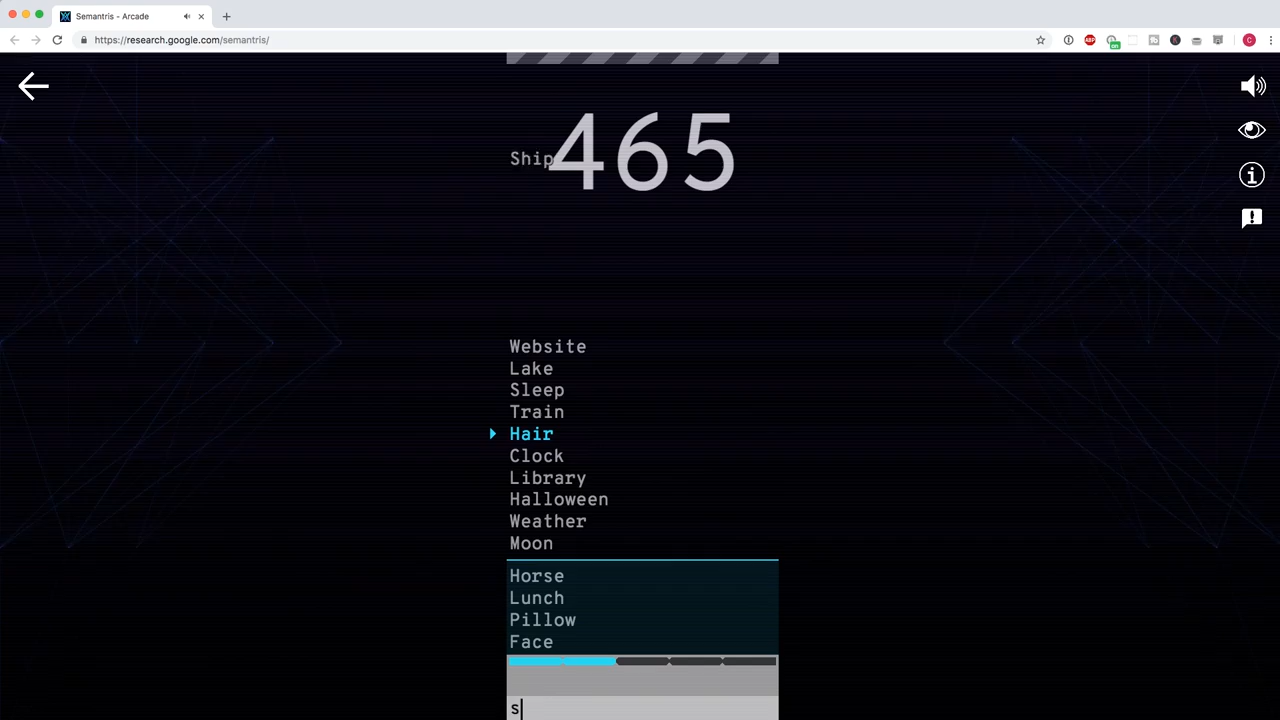 Semantris - Arcade
https://research.google.com/semantris/
465
Ship
Website
Lake
Sleep
Train
Hair
Clock
Library
Halloween
Weather
Moon
Horse
Lunch
Pillow
Face
s